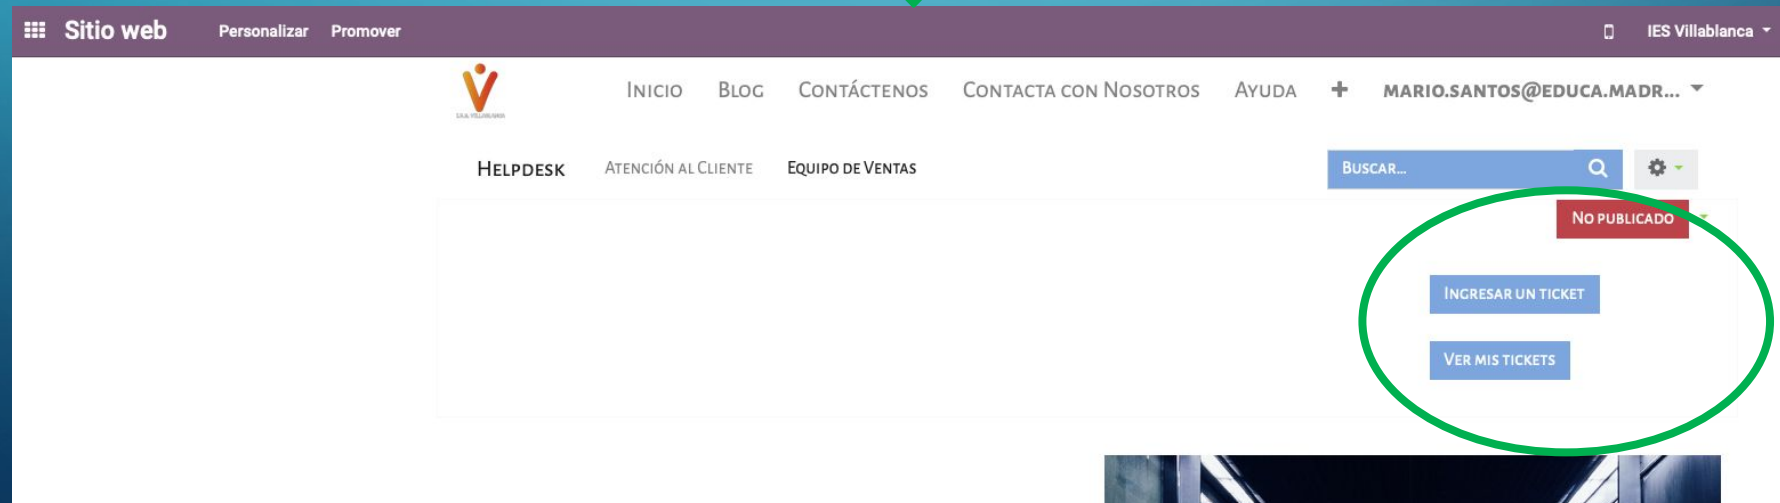 Sitio web Personalizar Promover IES Villablanca
Inicio Blog Contáctenos Contacta con Nosotros Ayuda + mario.santos@educa.madr...
I.E.S. VILLABLANCA
Helpdesk Atención al Cliente Equipo de Ventas Buscar...
No publicado
Ingresar un ticket
Ver mis tickets